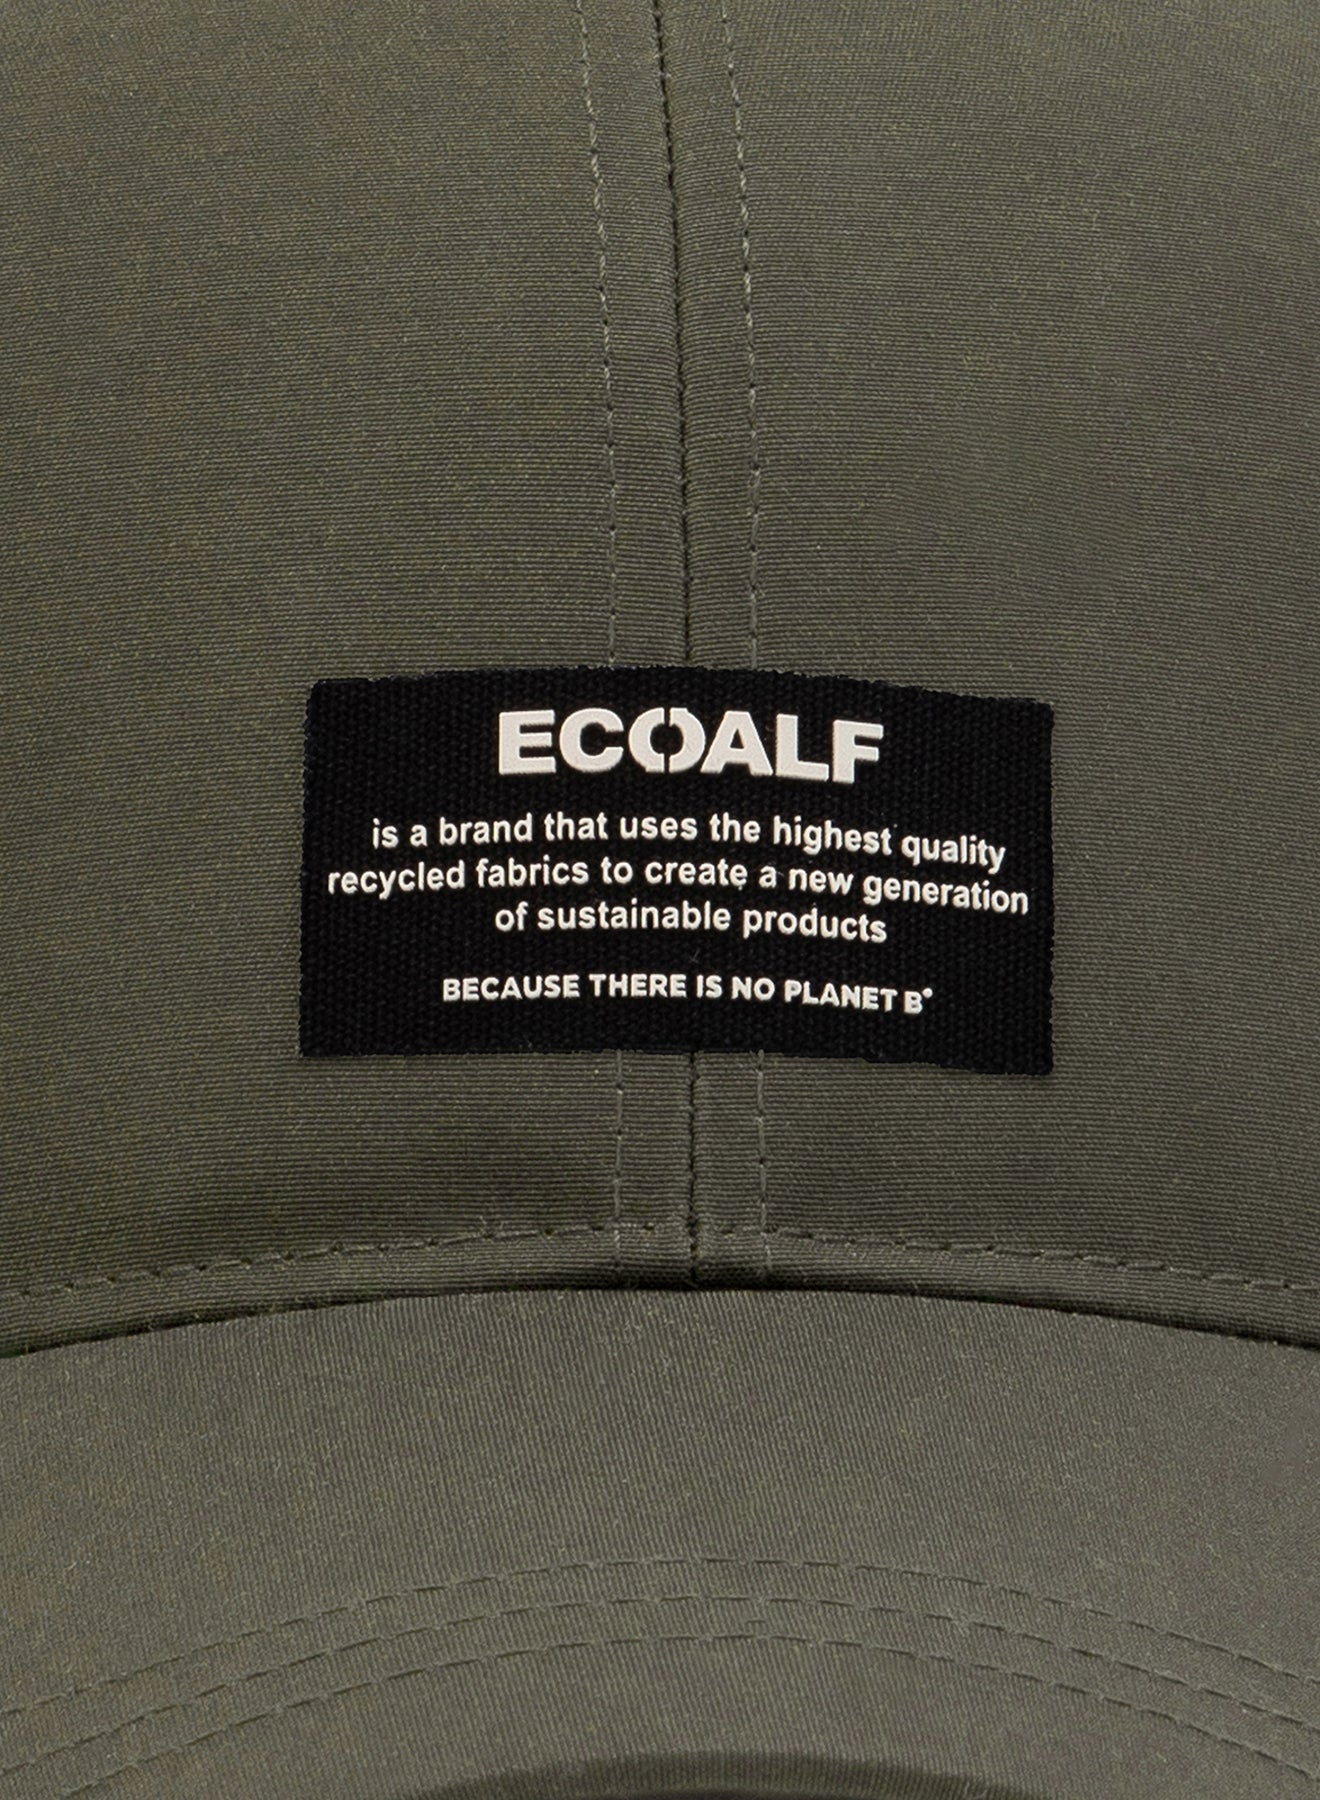 ECOALF
is a brand that uses the highest quality
recycled fabrics to create a new generation
of sustainable products
BECAUSE THERE IS NO PLANET B°